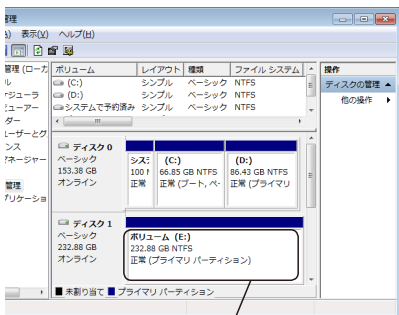 管理
表示(V) ヘルプ(H)
管理 (ローカ
ボリューム レイアウト 種類 ファイル システム
操作
(C:) シンプル ベーシック NTFS
(D:) シンプル ベーシック NTFS
システムで予約済み シンプル ベーシック NTFS
ディスクの管理
他の操作
ジューラ
ビューアー
ダー
ーザーとグ
ンス
マネージャー
管理
プリケーショ
ディスク 0
ベーシック
153.38 GB
オンライン
シス
100 M
正常
(C:)
66.85 GB NTFS
正常 (ブート, ペー
(D:)
86.43 GB NTFS
正常 (プライマリ
ディスク 1
ベーシック
232.88 GB
オンライン
ボリューム (E:)
232.88 GB NTFS
正常 (プライマリ パーティション)
未割り当て プライマリ パーティション